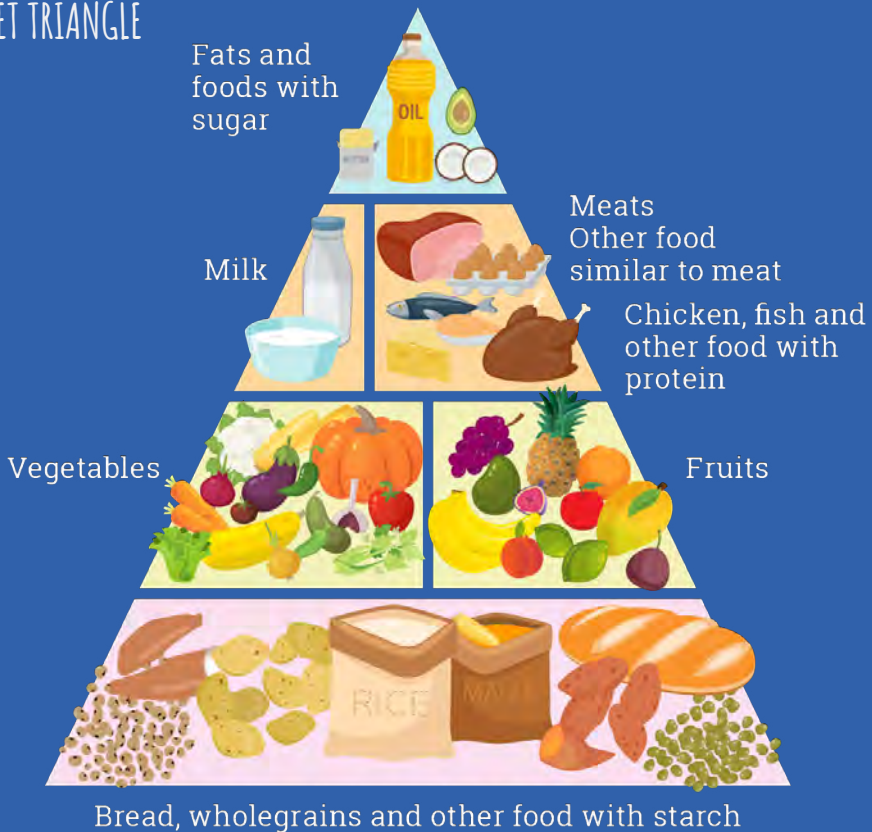 ET TRIANGLE
Fats and
foods with
sugar
OIL
BUTTER
Milk
Meats
Other food
similar to meat
Chicken, fish and
other food with
protein
Vegetables
Fruits
RICE
Bread, wholegrains and other food with starch